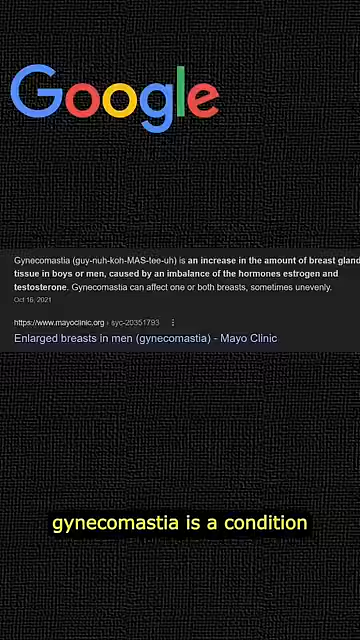 Google
Gynecomastia (guy-nuh-koh-MAS-tee-uh) is an increase in the amount of breast gland
tissue in boys or men, caused by an imbalance of the hormones estrogen and
testosterone. Gynecomastia can affect one or both breasts, sometimes unevenly.
Oct 16, 2021
https://www.mayoclinic.org › syc-20351793
Enlarged breasts in men (gynecomastia) - Mayo Clinic
gynecomastia is a condition